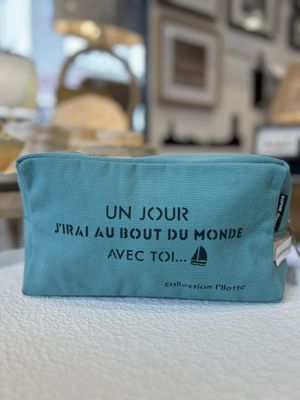 UN JOUR
J'IRAI AU BOUT DU MONDE
AVEC TOI...
collection l'Ilette